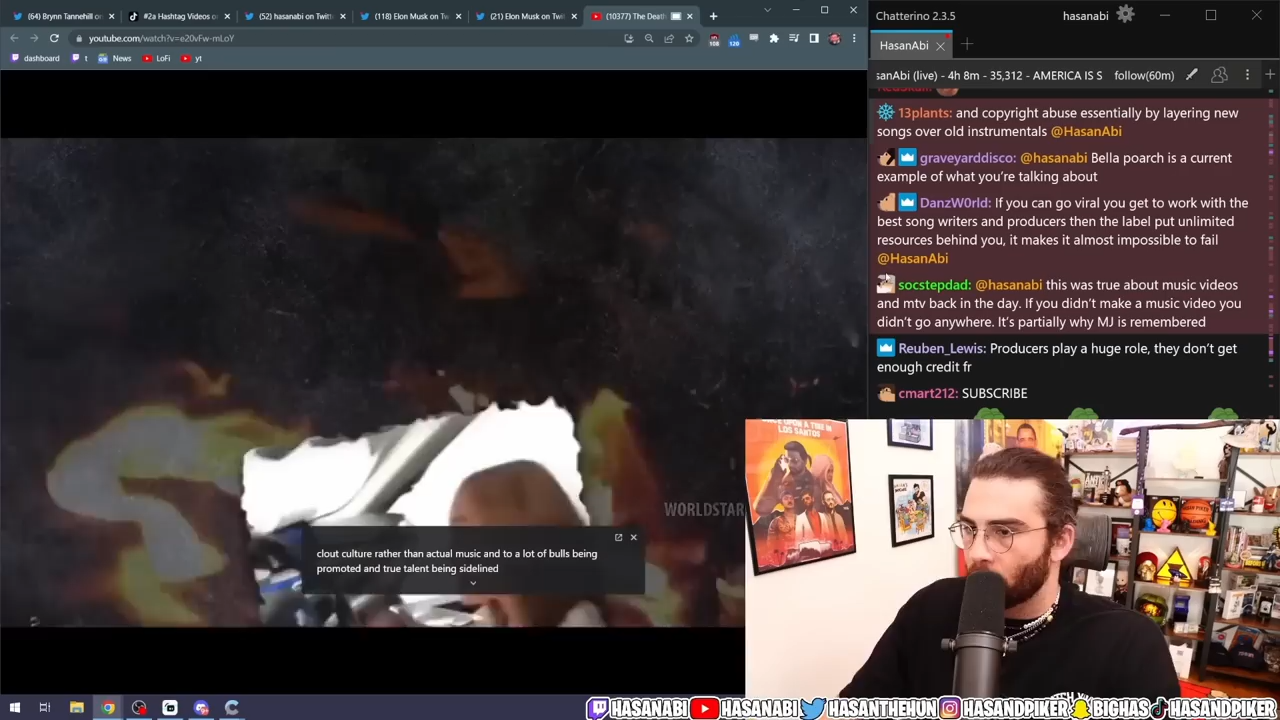 (64) Brynn Tannehill on
#2a Hashtag Videos o
(52) hasanabi on Twitt
(118) Elon Musk on Tw
(21) Elon Musk on Twi
(10377) The Death
youtube.com/watch?v=e20vFw-mLoY
dashboard
t
News
LoFi
yt
WORLDSTAR
clout culture rather than actual music and to a lot of bulls being
promoted and true talent being sidelined
Chatterino 2.3.5
hasanabi
HasanAbi
sanAbi (live) - 4h 8m - 35,312 - AMERICA IS S
follow(60m)
13plants: and copyright abuse essentially by layering new
songs over old instrumentals @HasanAbi
graveyarddisco: @hasanabi Bella poarch is a current
example of what you're talking about
DanzW0rld: If you can go viral you get to work with the
best song writers and producers then the label put unlimited
resources behind you, it makes it almost impossible to fail
@HasanAbi
socstepdad: @hasanabi this was true about music videos
and mtv back in the day. If you didn't make a music video you
didn't go anywhere. It's partially why MJ is remembered
Reuben_Lewis: Producers play a huge role, they don't get
enough credit fr
cmart212: SUBSCRIBE
LOS SANTOS
HASANABI
HASANABI
HASANTHEHUN
HASANDPIKER
BIGHAS
HASANDPIKER